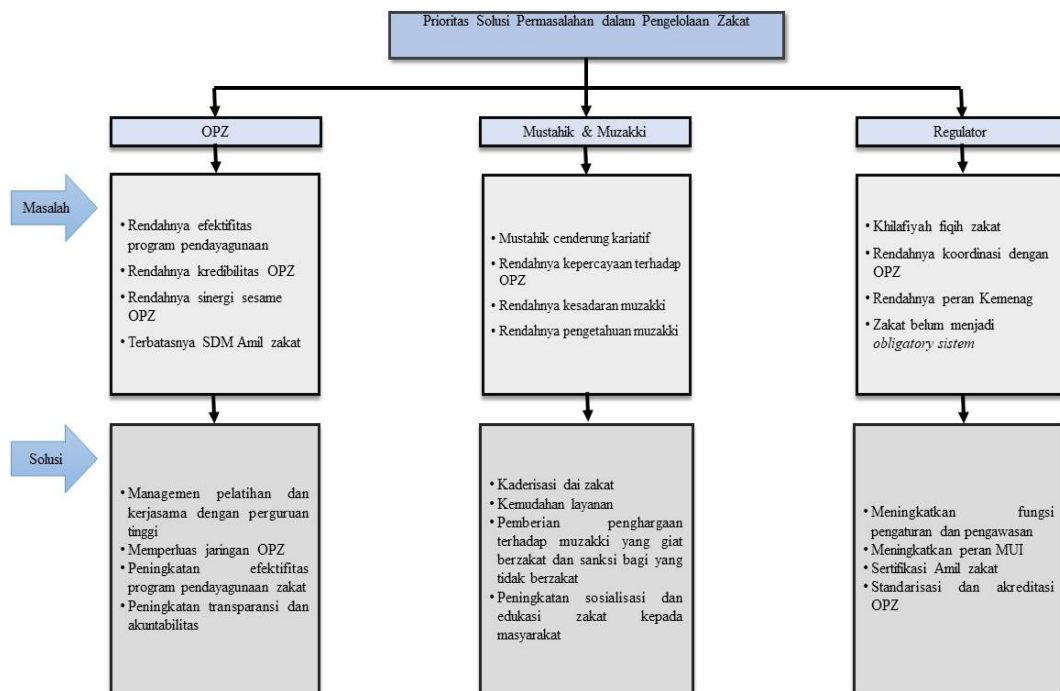 Prioritas Solusi Permasalahan dalam Pengelolaan Zakat
OPZ
Mustahik & Muzakki
Regulator
Masalah
• Rendahnya efektifitas
program pendayagunaan
• Rendahnya kredibilitas OPZ
• Rendahnya sinergi sesame
OPZ
• Terbatasnya SDM Amil zakat
• Mustahik cenderung kariatif
• Rendahnya kepercayaan terhadap
OPZ
• Rendahnya kesadaran muzakki
• Rendahnya pengetahuan muzakki
• Khilafiyah fiqih zakat
• Rendahnya koordinasi dengan
OPZ
• Rendahnya peran Kemenag
• Zakat belum menjadi
obligatory sistem
Solusi
• Managemen pelatihan dan
kerjasama dengan perguruan
tinggi
• Memperluas jaringan OPZ
• Peningkatan efektifitas
program pendayagunaan zakat
• Peningkatan transparansi dan
akuntabilitas
• Kaderisasi dai zakat
• Kemudahan layanan
• Pemberian penghargaan
terhadap muzakki yang giat
berzakat dan sanksi bagi yang
tidak berzakat
• Peningkatan sosialisasi dan
edukasi zakat kepada
masyarakat
• Meningkatkan fungsi
pengaturan dan pengawasan
• Meningkatkan peran MUI
• Sertifikasi Amil zakat
• Standarisasi dan akreditasi
OPZ